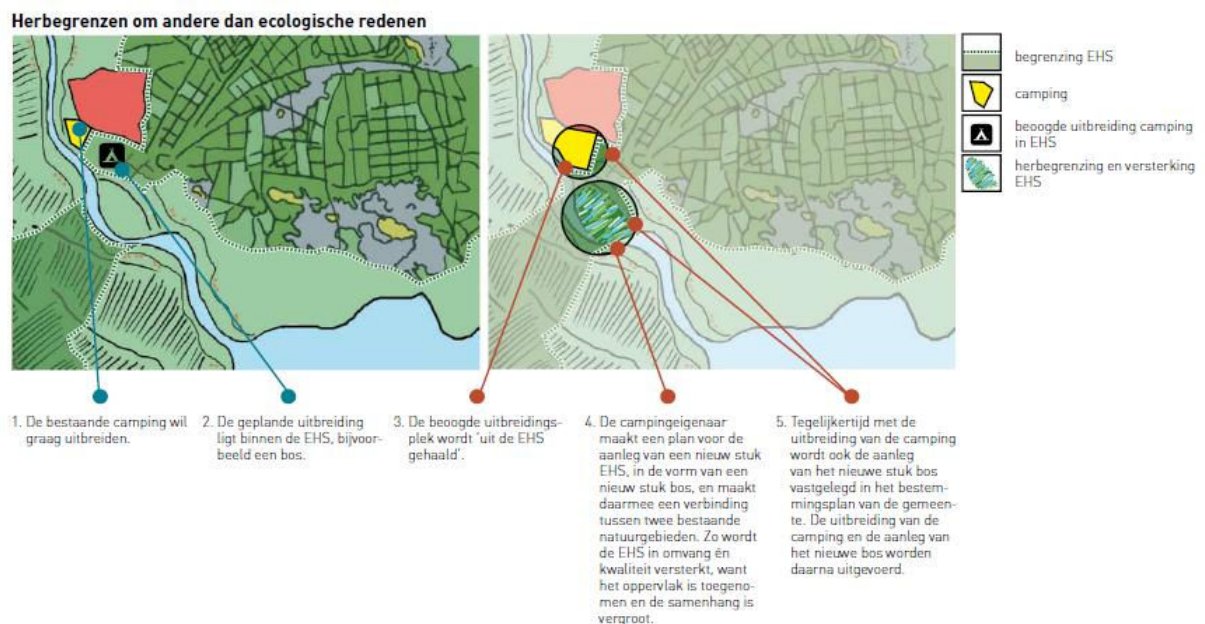 Herbegrenzen om andere dan ecologische redenen
begrenzing EHS
camping
beoogde uitbreiding camping
in EHS
herbegrenzing en versterking
EHS
1. De bestaande camping wil
graag uitbreiden.
2. De geplande uitbreiding
ligt binnen de EHS, bijvoor-
beeld een bos.
3. De beoogde uitbreidings-
plek wordt ‘uit de EHS
gehaald’.
4. De campingeigenaar
maakt een plan voor de
aanleg van een nieuw stuk
EHS, in de vorm van een
nieuw stuk bos, en maakt
daarmee een verbinding
tussen twee bestaande
natuurgebieden. Zo wordt
de EHS in omvang én
kwaliteit versterkt, want
het oppervlak is toegeno-
men en de samenhang is
vergroot.
5. Tegelijkertijd met de
uitbreiding van de camping
wordt ook de aanleg
van het nieuwe stuk bos
vastgelegd in het bestem-
mingsplan van de gemeen-
te. De uitbreiding van de
camping en de aanleg van
het nieuwe bos worden
daarna uitgevoerd.